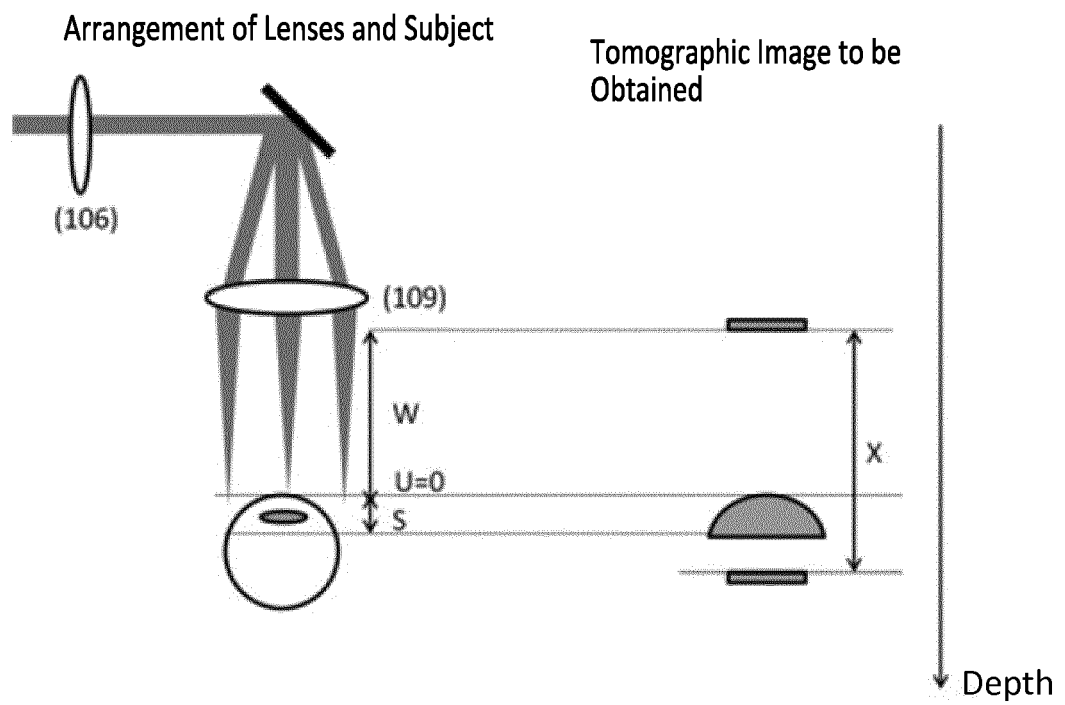 Arrangement of Lenses and Subject
Tomographic Image to be
Obtained
(106)
(109)
W
X
U=0
S
Depth